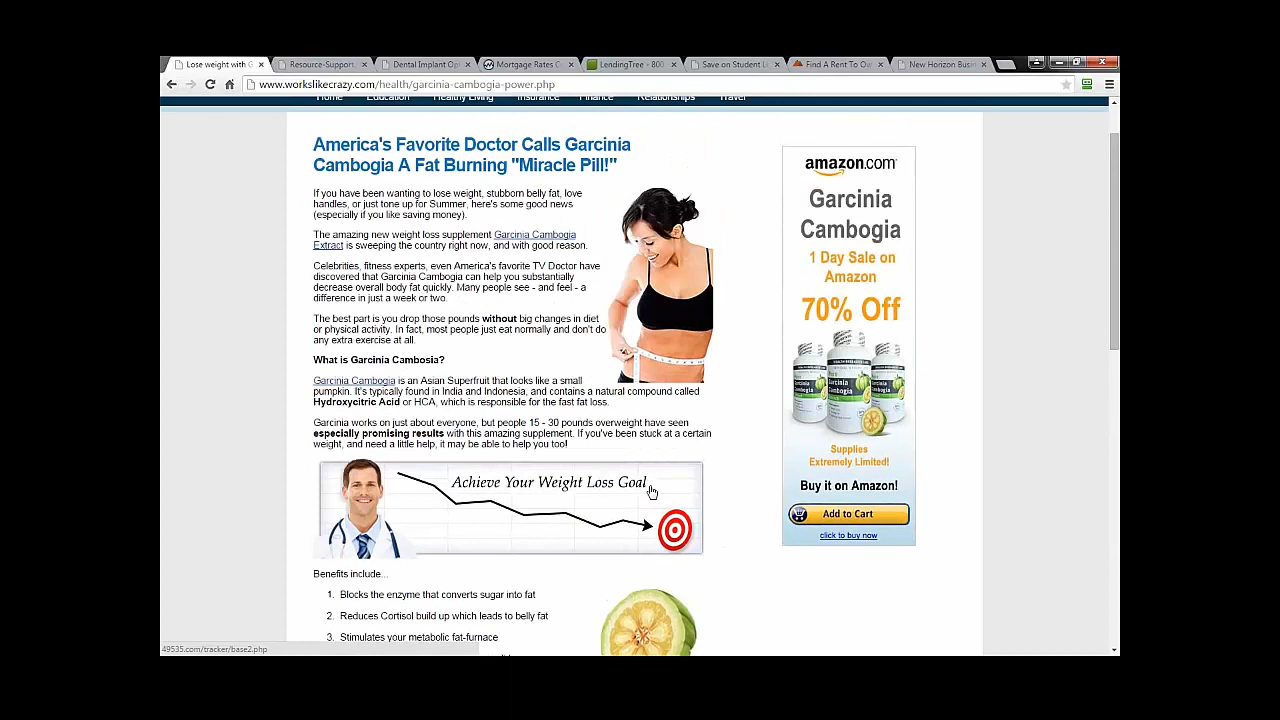 Lose weight with G
Resource-Support
Dental Implant Op
Mortgage Rates
LendingTree - 800
Save on Student L
Find A Rent To Ow
New Horizon Busin
www.workslikecrazy.com/health/garcinia-cambogia-power.php
Home Education Healthy Living Insurance Finance Relationships Travel
America's Favorite Doctor Calls Garcinia
Cambogia A Fat Burning "Miracle Pill!"
If you have been wanting to lose weight, stubborn belly fat, love
handles, or just tone up for Summer, here's some good news
(especially if you like saving money).
The amazing new weight loss supplement Garcinia Cambogia
Extract is sweeping the country right now, and with good reason.
Celebrities, fitness experts, even America's favorite TV Doctor have
discovered that Garcinia Cambogia can help you substantially
decrease overall body fat quickly. Many people see - and feel - a
difference in just a week or two.
The best part is you drop those pounds without big changes in diet
or physical activity. In fact, most people just eat normally and don't do
any extra exercise at all.
What is Garcinia Cambosia?
Garcinia Cambogia is an Asian Superfruit that looks like a small
pumpkin. It's typically found in India and Indonesia, and contains a natural compound called
Hydroxycitric Acid or HCA, which is responsible for the fast fat loss.
Garcinia works on just about everyone, but people 15 - 30 pounds overweight have seen
especially promising results with this amazing supplement. If you've been stuck at a certain
weight, and need a little help, it may be able to help you too!
Achieve Your Weight Loss Goal
Benefits include...
1. Blocks the enzyme that converts sugar into fat
2. Reduces Cortisol build up which leads to belly fat
3. Stimulates your metabolic fat-furnace
amazon.com
Garcinia
Cambogia
1 Day Sale on
Amazon
70% Off
Garcinia
Cambogia
Supplies
Extremely Limited!
Buy it on Amazon!
Add to Cart
click to buy now
49535.com/tracker/base2.php